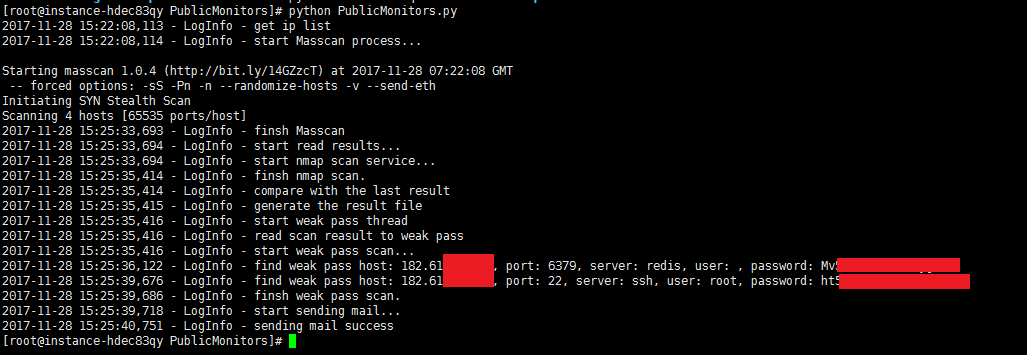 [root@instance-hdec83qy PublicMonitors]# python PublicMonitors.py
2017-11-28 15:22:08,113 - LogInfo - get ip list
2017-11-28 15:22:08,114 - LogInfo - start Masscan process...
Starting masscan 1.0.4 (http://bit.ly/14GZzcT) at 2017-11-28 07:22:08 GMT
-- forced options: -sS -Pn -n --randomize-hosts -v --send-eth
Initiating SYN Stealth Scan
Scanning 4 hosts [65535 ports/host]
2017-11-28 15:25:33,693 - LogInfo - finsh Masscan
2017-11-28 15:25:33,694 - LogInfo - start read results...
2017-11-28 15:25:33,694 - LogInfo - start nmap scan service...
2017-11-28 15:25:35,414 - LogInfo - finsh nmap scan.
2017-11-28 15:25:35,414 - LogInfo - compare with the last result
2017-11-28 15:25:35,415 - LogInfo - generate the result file
2017-11-28 15:25:35,416 - LogInfo - start weak pass thread
2017-11-28 15:25:35,416 - LogInfo - read scan reasult to weak pass
2017-11-28 15:25:35,416 - LogInfo - start weak pass scan...
2017-11-28 15:25:36,122 - LogInfo - find weak pass host: 182.61 , port: 6379, server: redis, user: , password:
2017-11-28 15:25:39,676 - LogInfo - find weak pass host: 182.61 , port: 22, server: ssh, user: root, password:
2017-11-28 15:25:39,686 - LogInfo - finsh weak pass scan.
2017-11-28 15:25:39,718 - LogInfo - start sending mail...
2017-11-28 15:25:40,751 - LogInfo - sending mail success
[root@instance-hdec83qy PublicMonitors]#